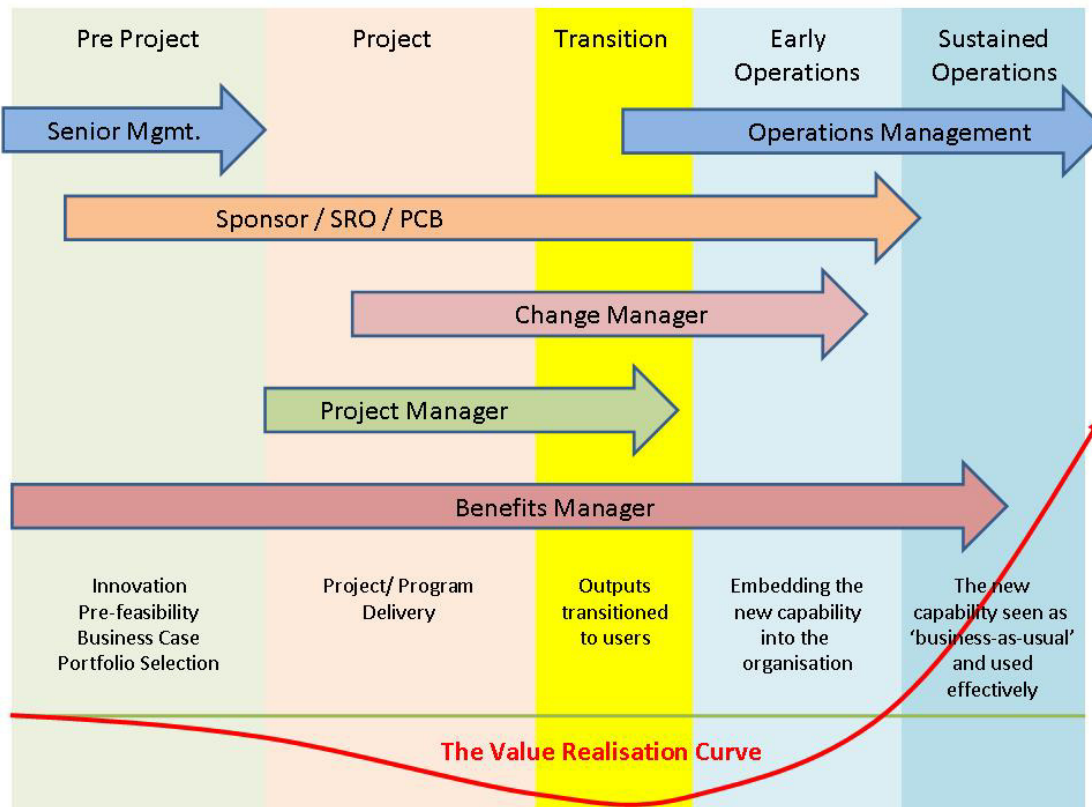 Pre Project
Project
Transition
Early
Operations
Sustained
Operations
Senior Mgmt.
Operations Management
Sponsor / SRO / PCB
Change Manager
Project Manager
Benefits Manager
Innovation
Pre-feasibility
Business Case
Portfolio Selection
Project/ Program
Delivery
Outputs
transitioned
to users
Embedding the
new capability
into the
organisation
The new
capability seen as
‘business-as-usual’
and used
effectively
The Value Realisation Curve